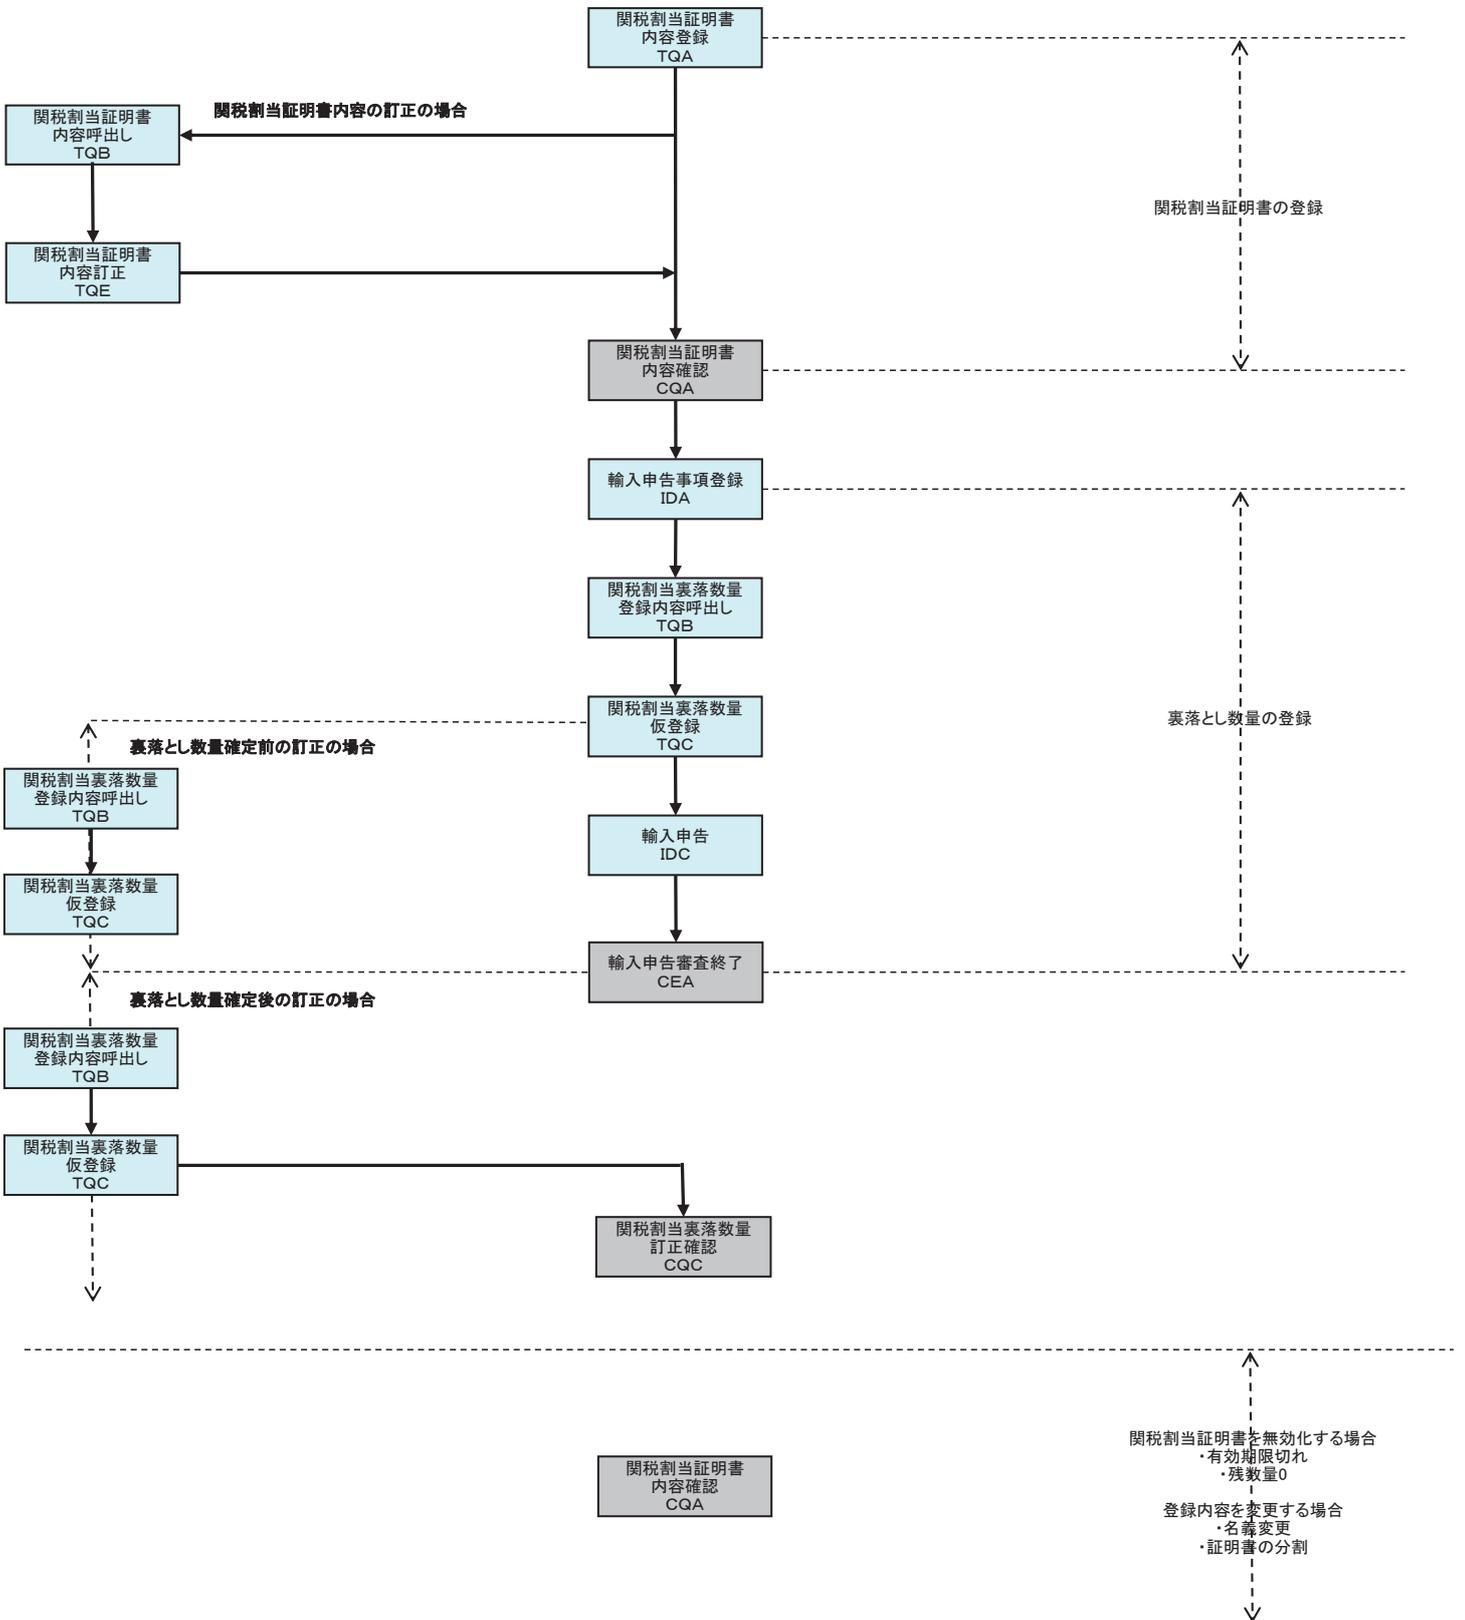 関税割当証明書
内容登録
TQA
関税割当証明書内容の訂正の場合
関税割当証明書
内容呼出し
TQB
関税割当証明書の登録
関税割当証明書
内容訂正
TQE
関税割当証明書
内容確認
CQA
輸入申告事項登録
IDA
関税割当裏落数量
登録内容呼出し
TQB
関税割当裏落数量
仮登録
TQC
裏落とし数量の登録
裏落とし数量確定前の訂正の場合
関税割当裏落数量
登録内容呼出し
TQB
輸入申告
IDC
関税割当裏落数量
仮登録
TQC
輸入申告審査終了
CEA
裏落とし数量確定後の訂正の場合
関税割当裏落数量
登録内容呼出し
TQB
関税割当裏落数量
仮登録
TQC
関税割当裏落数量
訂正確認
CQC
関税割当証明書を無効化する場合
・有効期限切れ
・残数量0
関税割当証明書
内容確認
CQA
登録内容を変更する場合
・名義変更
・証明書の分割